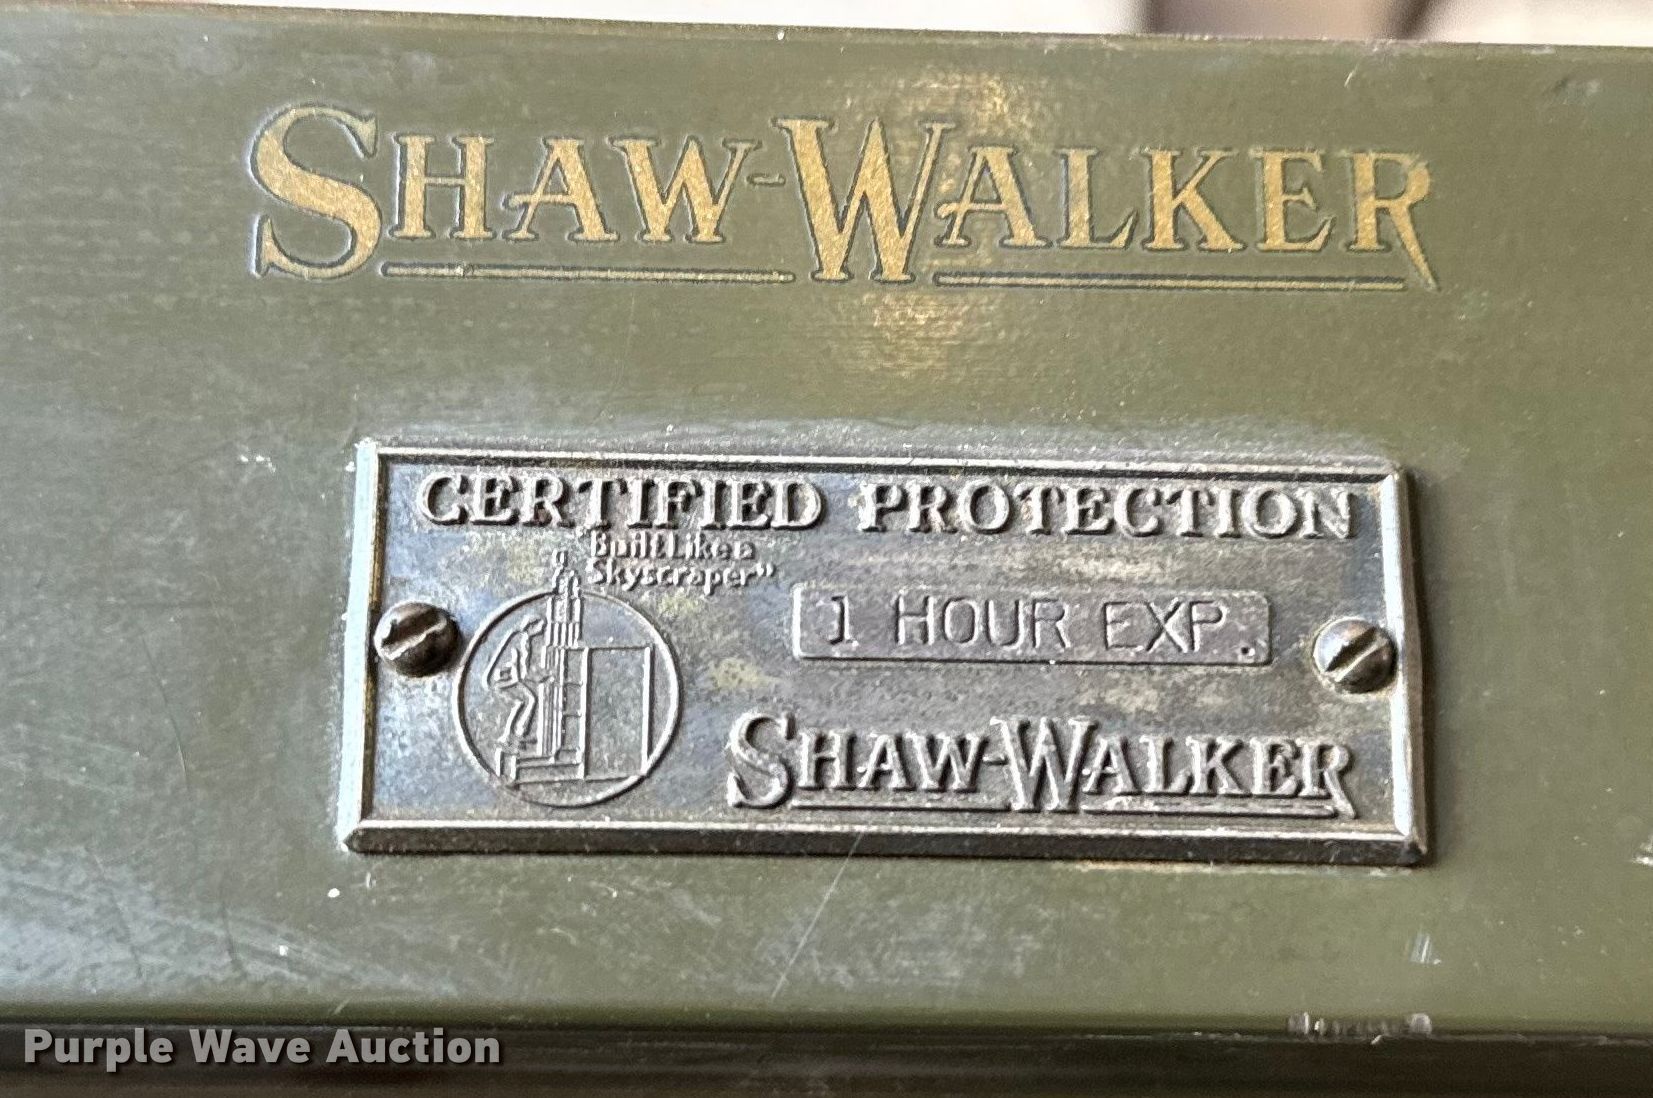 SHAW-WALKER
CERTIFIED PROTECTION
Built Like a
Skyscraper"
1 HOUR EXP.
SHAW-WALKER
Purple Wave Auction